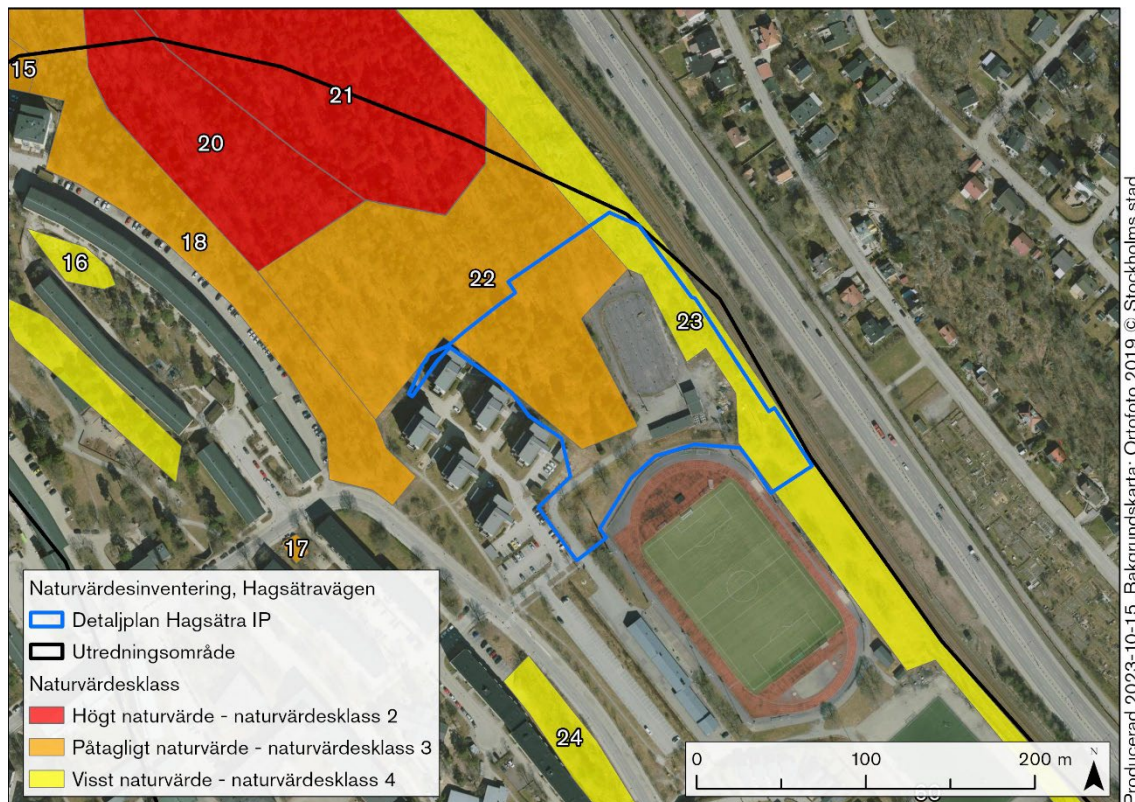 15
21
20
18
16
22
23
17
24
Naturvärdesinventering, Hagsätravägen
Detaljplan Hagsätra IP
Utredningsområde
Naturvärdesklass
Högt naturvärde - naturvärdesklass 2
Påtagligt naturvärde - naturvärdesklass 3
Visst naturvärde - naturvärdesklass 4
0 100 200 m
N
Producerad 2023-10-15. Bakgrundskarta: Ortofoto 2019 © Stockholms stad